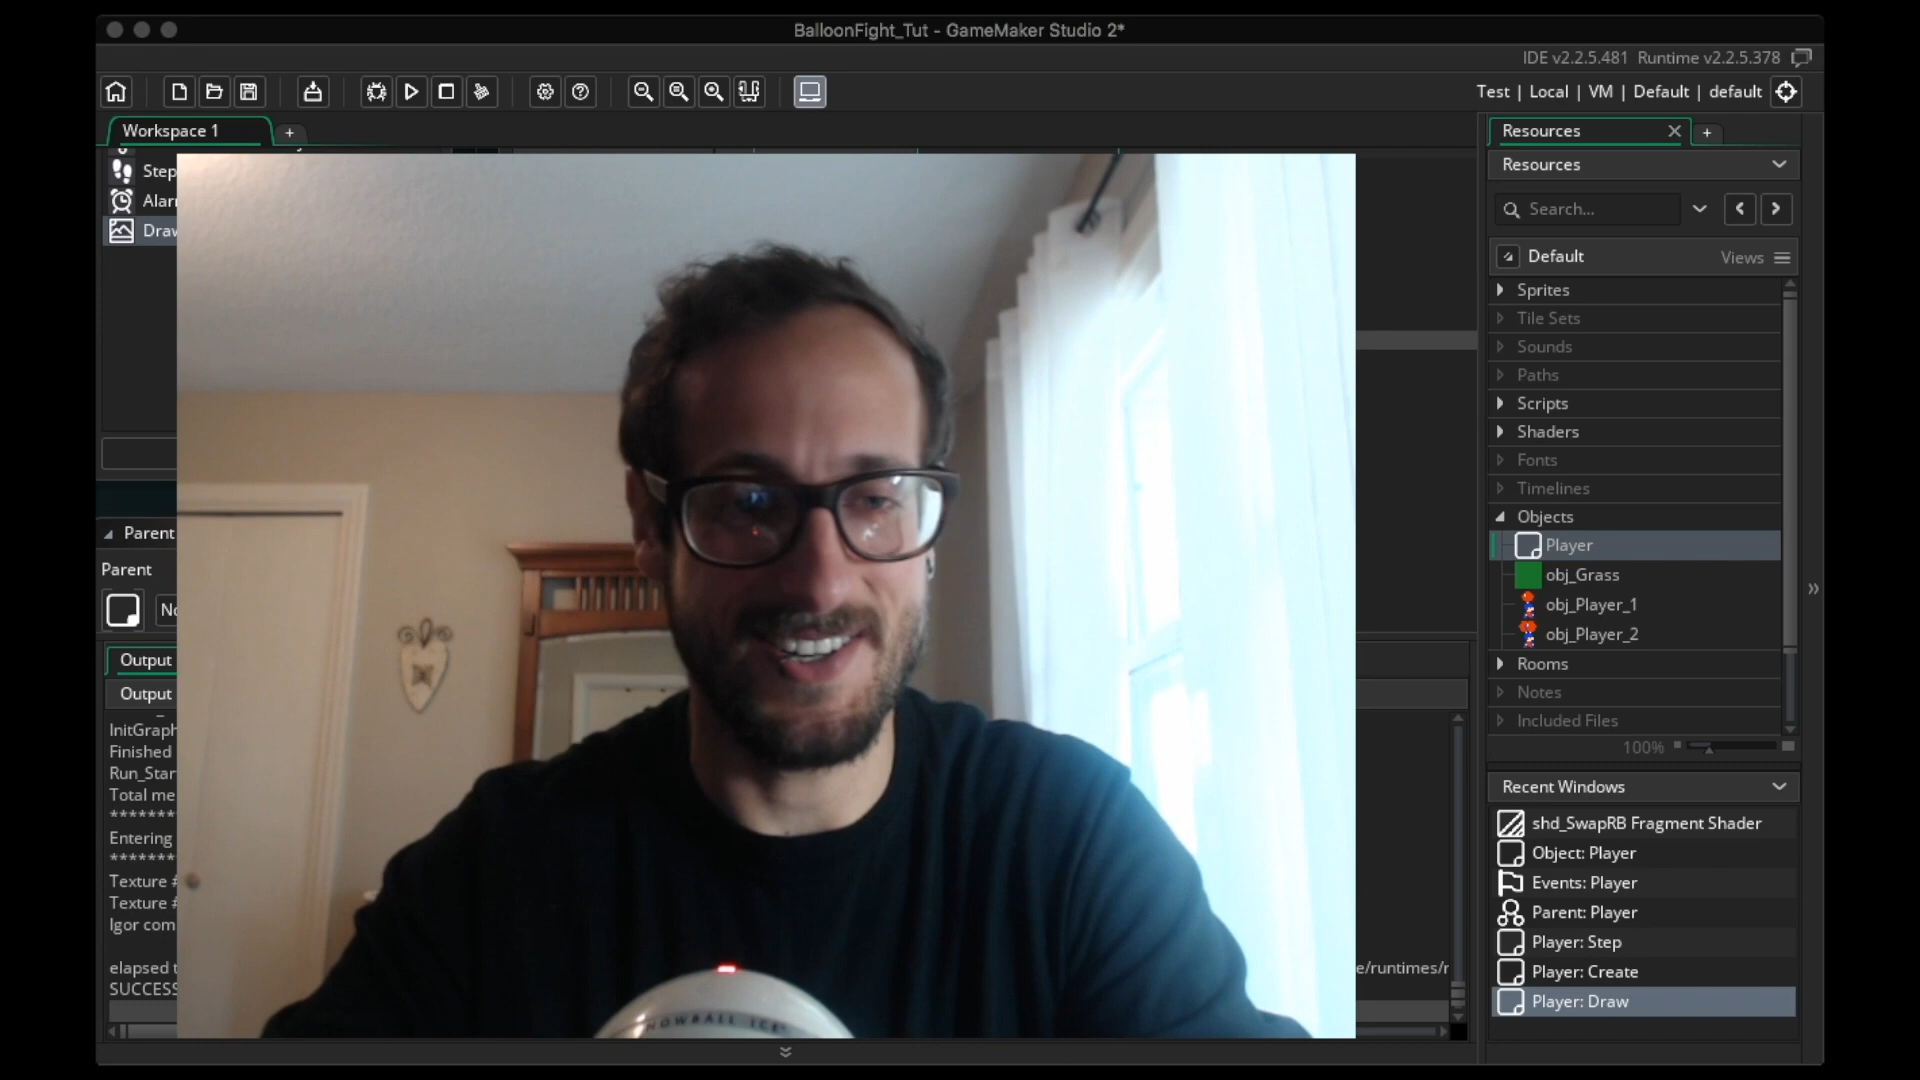 BalloonFight_Tut - GameMaker Studio 2*
IDE v2.2.5.481 Runtime v2.2.5.378
Test | Local | VM | Default | default
Workspace 1
+
Resources
+
Step
Resources
Draw
Search...
Default
Views
Sprites
Tile Sets
Sounds
Paths
Scripts
Shaders
Fonts
Timelines
Objects
Player
obj_Grass
obj_Player_1
obj_Player_2
Rooms
Notes
Included Files
100%
Parent
Parent
No
Output
Output
InitGraph
Finished
Run_Star
Total me
********
Entering
********
Texture #
Texture #
Igor com
elapsed t
e/runtimes/r
SUCCESS
Recent Windows
shd_SwapRB Fragment Shader
Object: Player
Events: Player
Parent: Player
Player: Step
Player: Create
Player: Draw
NOWBALL ICE